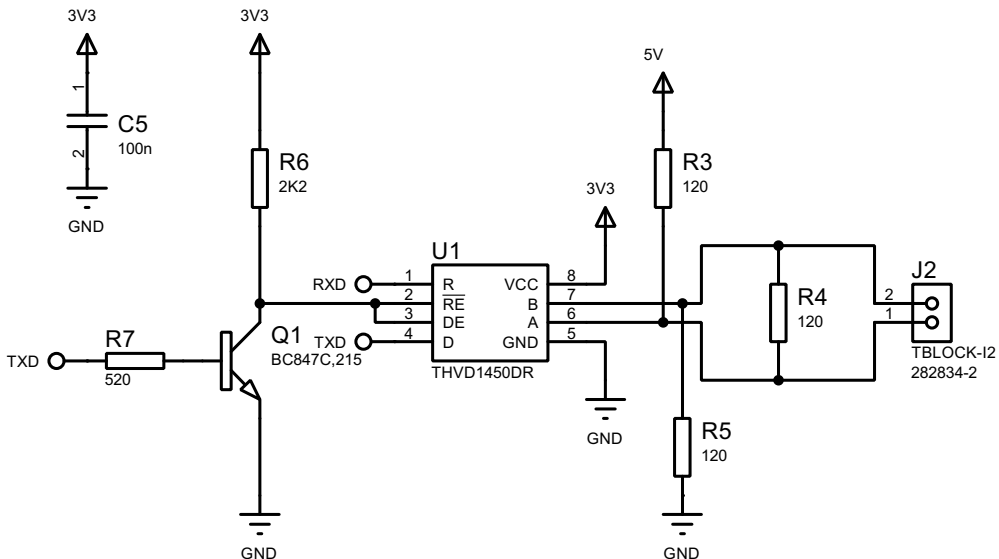 3V3
1
C5
100n
2
GND
3V3
R6
2K2
TXD
R7
520
Q1
BC847C,215
GND
U1
RXD
TXD
1
2
3
4
R
RE
DE
D
VCC
B
A
GND
8
7
6
5
THVD1450DR
3V3
GND
5V
R3
120
R5
120
GND
R4
120
J2
2
1
TBLOCK-I2
282834-2